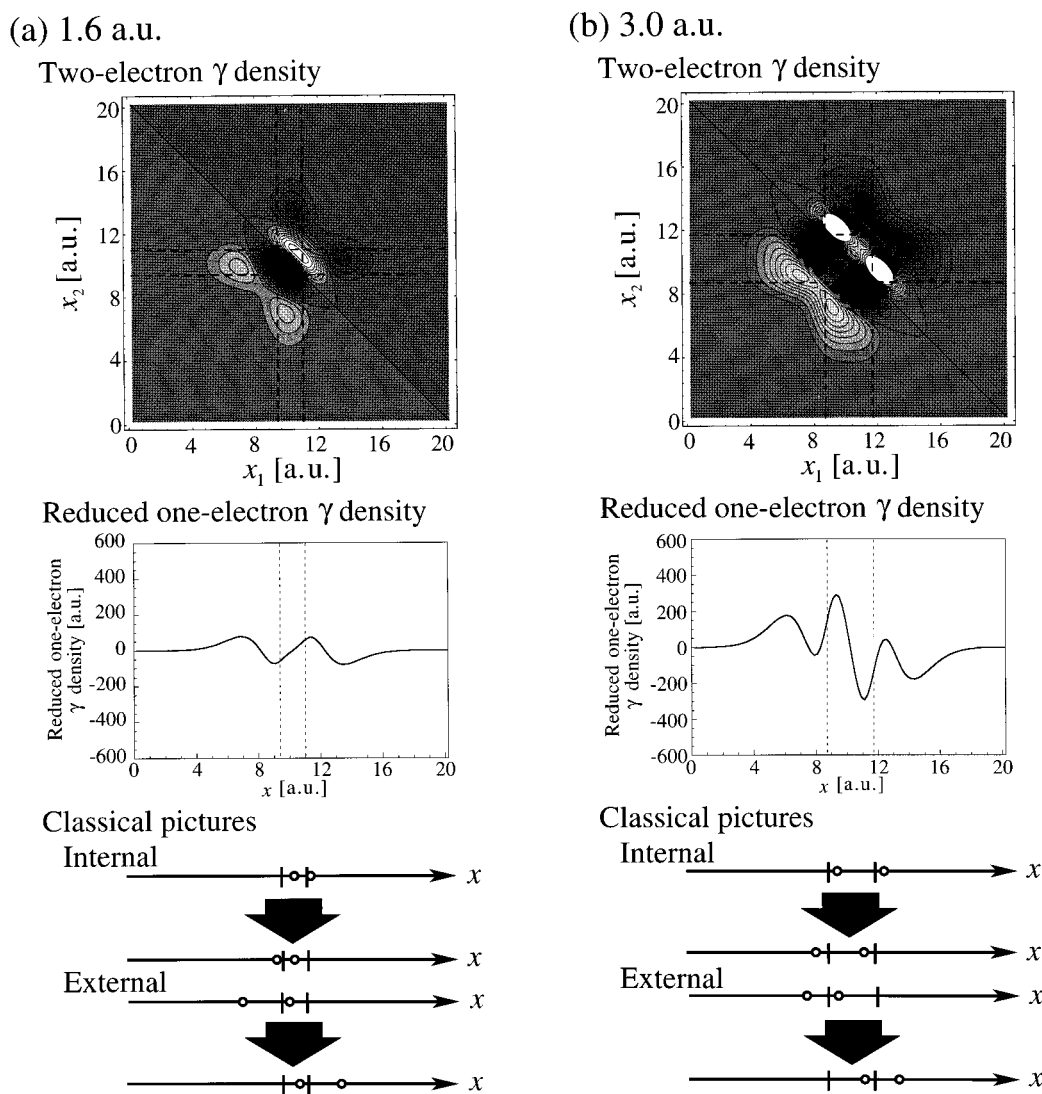 (a) 1.6 a.u.
Two-electron γ density
20
16
12
8
4
0
x₂ [a.u.]
0 4 8 12 16 20
x₁ [a.u.]
Reduced one-electron γ density
600
400
200
0
-200
-400
-600
Reduced one-electron
γ density [a.u.]
0 4 8 12 16 20
x [a.u.]
Classical pictures
Internal
x
x
External
x
x
(b) 3.0 a.u.
Two-electron γ density
20
16
12
8
4
0
x₂ [a.u.]
0 4 8 12 16 20
x₁ [a.u.]
Reduced one-electron γ density
600
400
200
0
-200
-400
-600
Reduced one-electron
γ density [a.u.]
0 4 8 12 16 20
x [a.u.]
Classical pictures
Internal
x
x
External
x
x